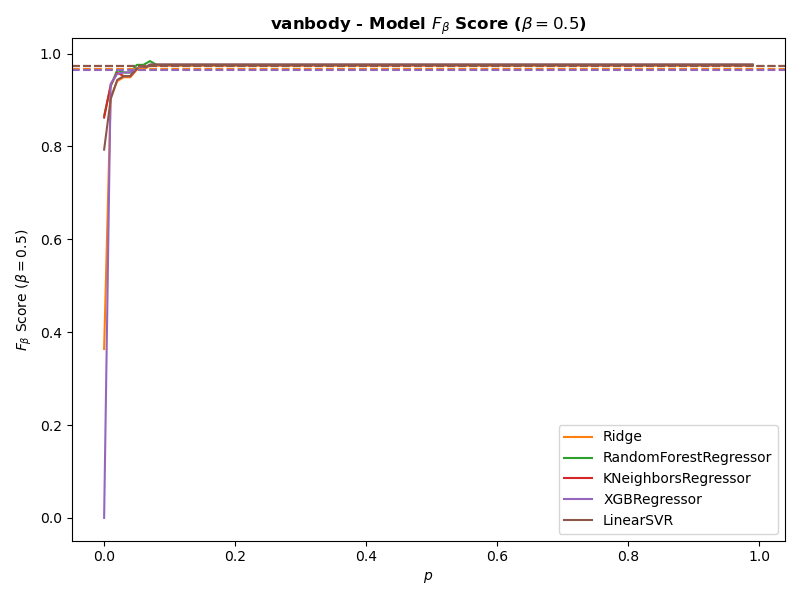 vanbody - Model Fβ Score (β = 0.5)
Fβ Score (β = 0.5)
1.0
0.8
0.6
0.4
0.2
0.0
Ridge
RandomForestRegressor
KNeighborsRegressor
XGBRegressor
LinearSVR
0.0 0.2 0.4 0.6 0.8 1.0
p